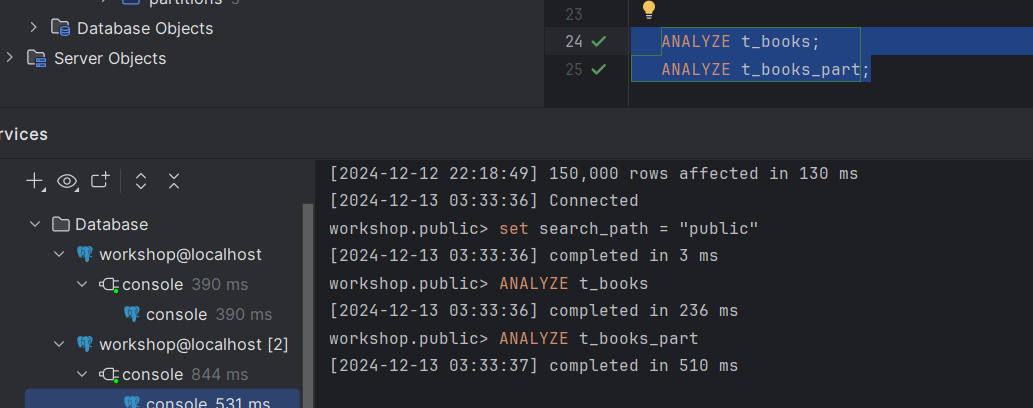 partitions 3
Database Objects
Server Objects
23
24 ANALYZE t_books;
25 ANALYZE t_books_part;
rvices
Database
workshop@localhost
console 390 ms
console 390 ms
workshop@localhost [2]
console 844 ms
console 531 ms
[2024-12-12 22:18:49] 150,000 rows affected in 130 ms
[2024-12-13 03:33:36] Connected
workshop.public> set search_path = "public"
[2024-12-13 03:33:36] completed in 3 ms
workshop.public> ANALYZE t_books
[2024-12-13 03:33:36] completed in 236 ms
workshop.public> ANALYZE t_books_part
[2024-12-13 03:33:37] completed in 510 ms